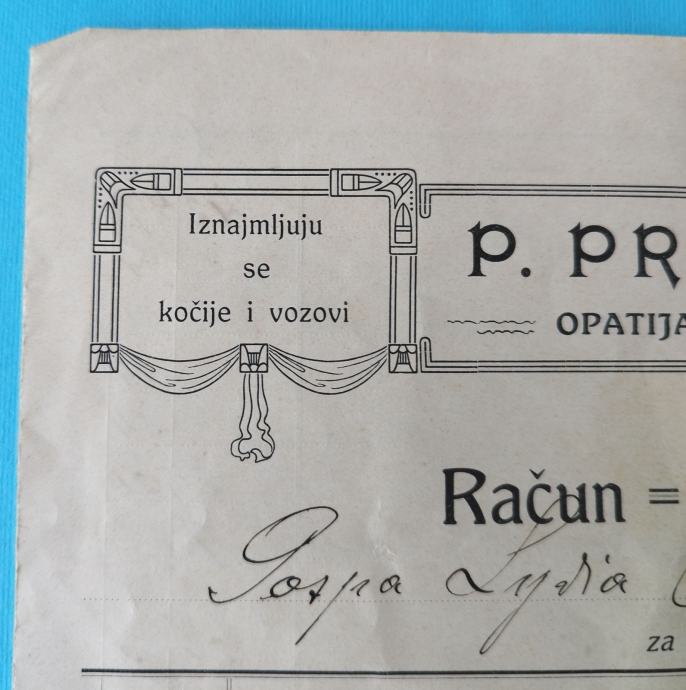 Iznajmljuju
se
kočije i vozovi
P. PR
OPATIJA
Račun =
Gospa Lydia
za